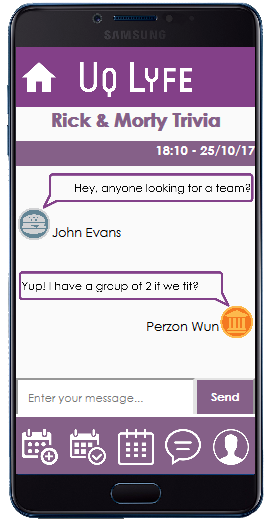 SAMSUNG
UQ LYFE
Rick & Morty Trivia
18:10 - 25/10/17
Hey, anyone looking for a team?
John Evans
Yup! I have a group of 2 if we fit?
Perzon Wun
Enter your message... Send